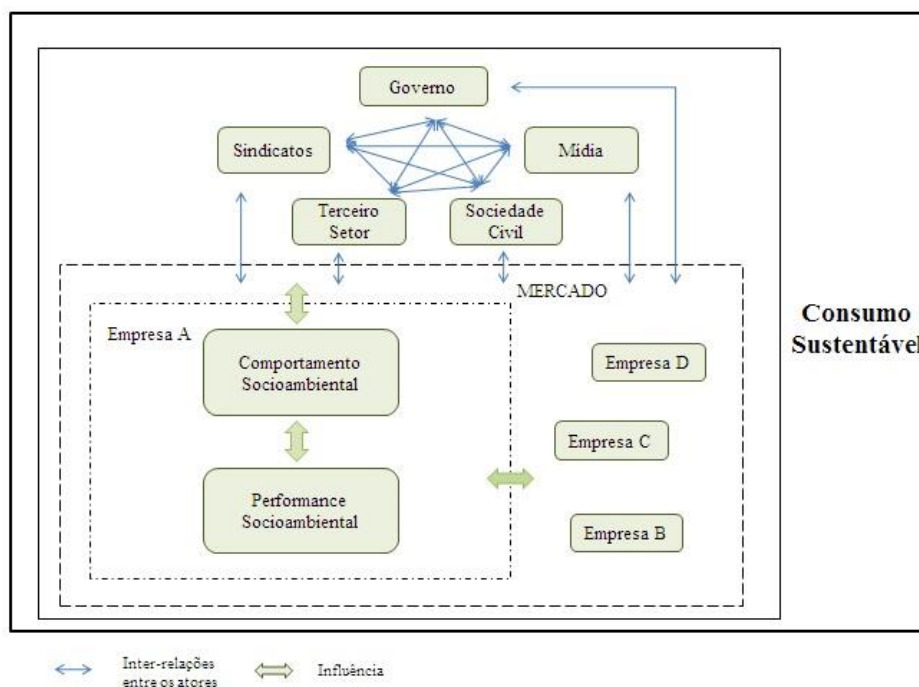 Governo
Sindicatos
Mídia
Terceiro
Setor
Sociedade
Civil
MERCADO
Empresa A
Comportamento
Socioambiental
Performance
Socioambiental
Empresa D
Empresa C
Empresa B
Consumo
Sustentável
Inter-relações
entre os atores
Influência